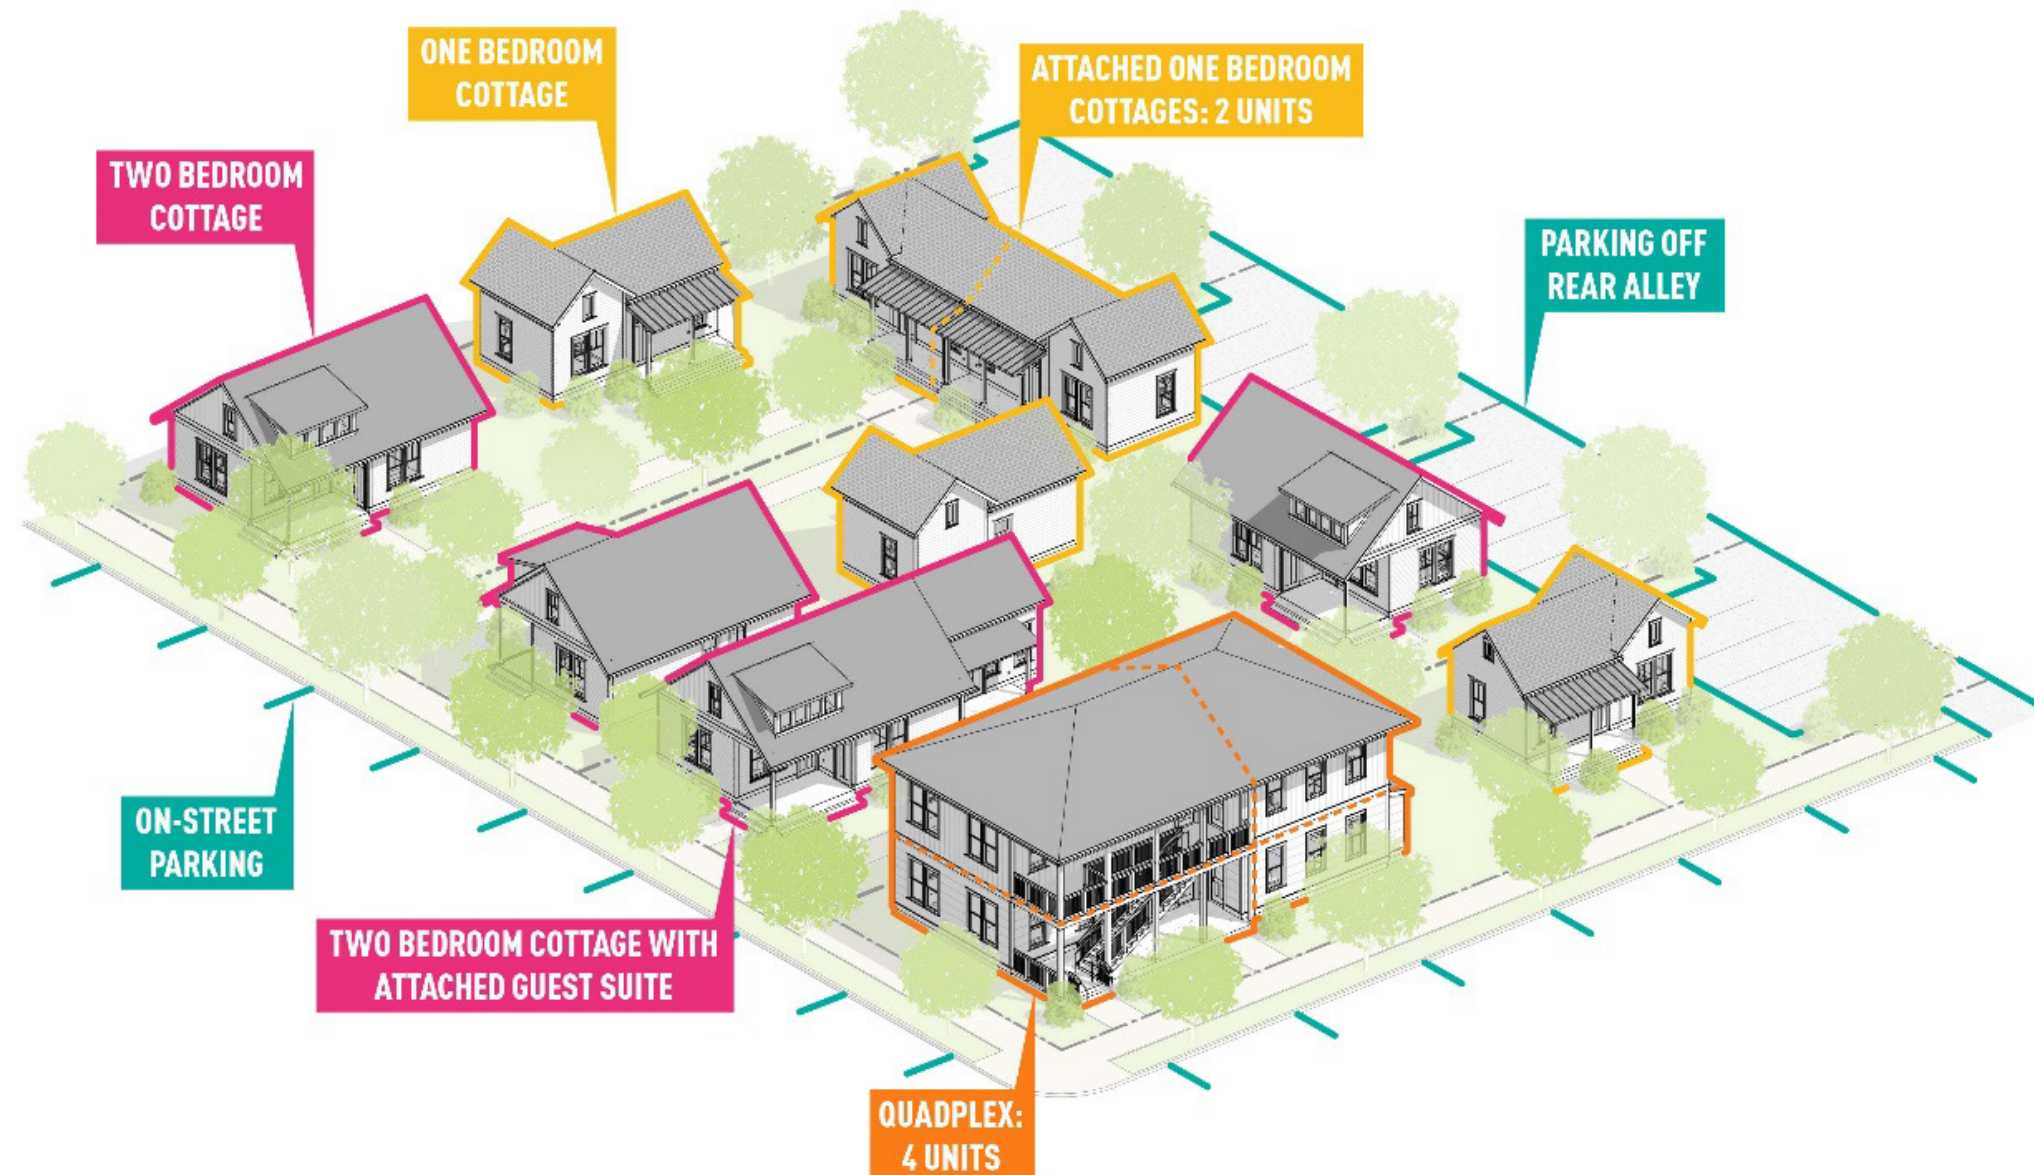 ONE BEDROOM
COTTAGE
ATTACHED ONE BEDROOM
COTTAGES: 2 UNITS
TWO BEDROOM
COTTAGE
PARKING OFF
REAR ALLEY
ON-STREET
PARKING
TWO BEDROOM COTTAGE WITH
ATTACHED GUEST SUITE
QUADPLEX:
4 UNITS